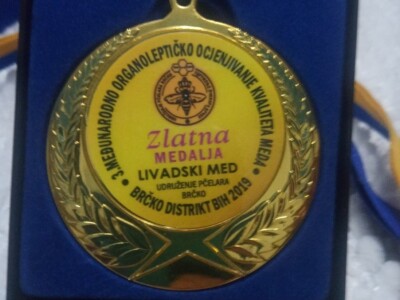 • 3.MEĐUNARODNO ORGANOLEPTIČKO OCJENJIVANJE KVALITETA MEDA •
Zlatna
MEDALJA
LIVADSKI MED
UDRUŽENJE PČELARA
BRČKO
BRČKO DISTRIKT BIH 2019